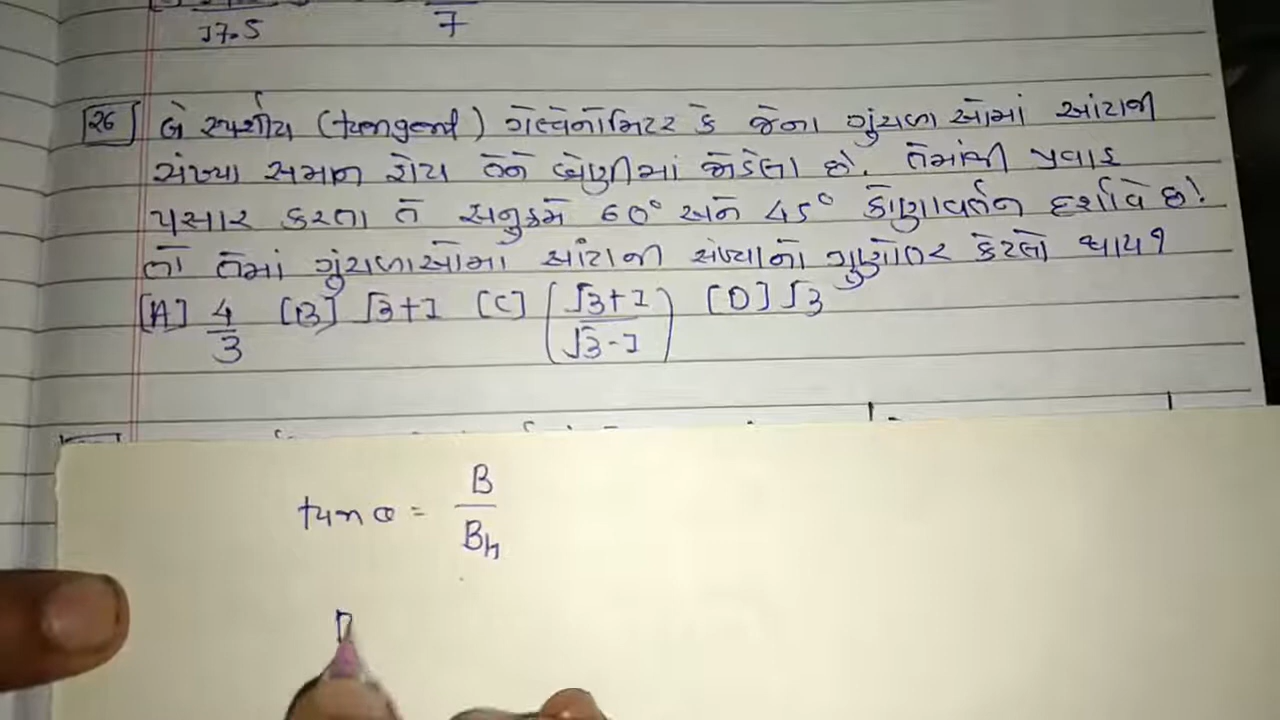 17.5 7
26 બે સ્પર્શીય (tangent) ગેલ્વેનોમિટર કે જેના ગુંચળા ઓમાં આંટાની
સંખ્યા સમાન હોય તેને શ્રેણીમાં જોડેલા છે. તેમાંથી પ્રવાહ
પસાર કરતા તે અનુક્રમે 60° અને 45° કોણાવર્તન દર્શાવે છે!
તો તેમાં ગુંચળાઓમા આંટાની સંખ્યાનો ગુણોતર કેટલો થાય?
[A] 4/3 [B] √3+1 [C] (√3+1/√3-1) [D] √3
tan θ = B/BH